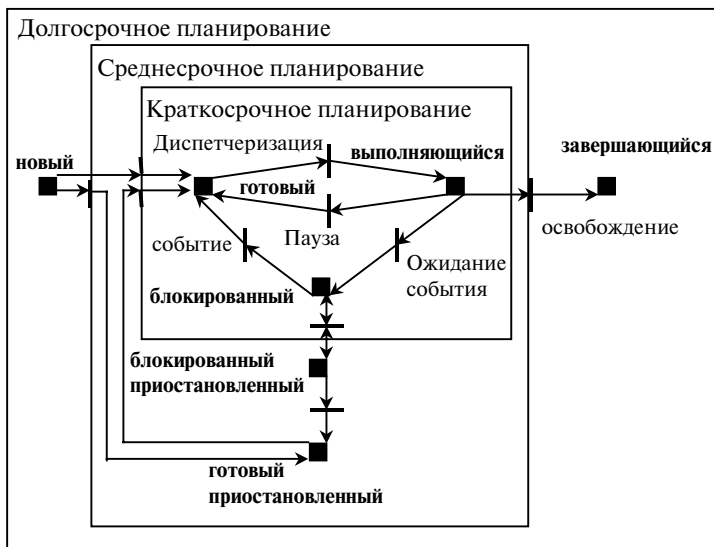 Долгосрочное планирование
Среднесрочное планирование
Краткосрочное планирование
Диспетчеризация
новый
выполняющийся
завершающийся
готовый
Пауза
событие
освобождение
Ожидание
события
блокированный
блокированный
приостановленный
готовый
приостановленный